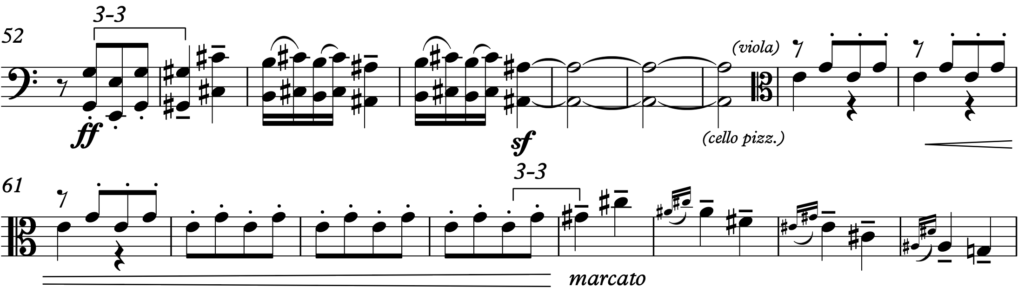 3-3
52
(viola)
ff
sf
(cello pizz.)
61
3-3
marcato